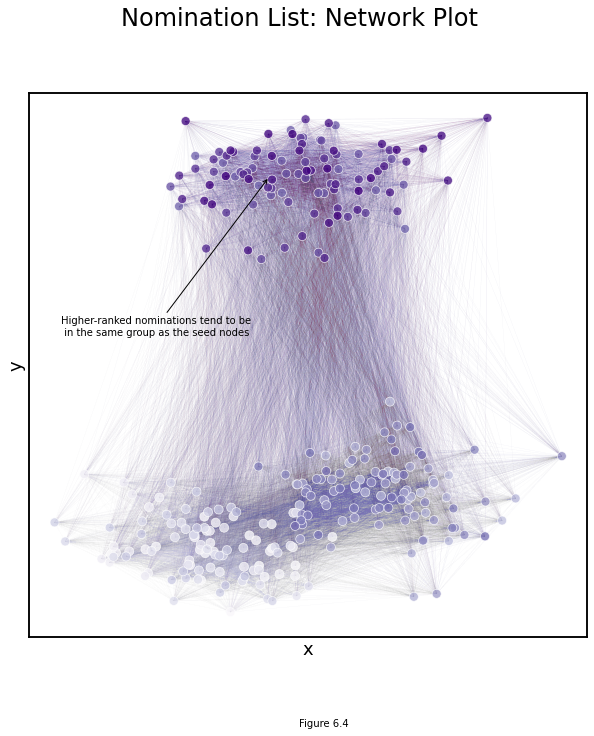 Nomination List: Network Plot
Higher-ranked nominations tend to be
in the same group as the seed nodes
y
x
Figure 6.4